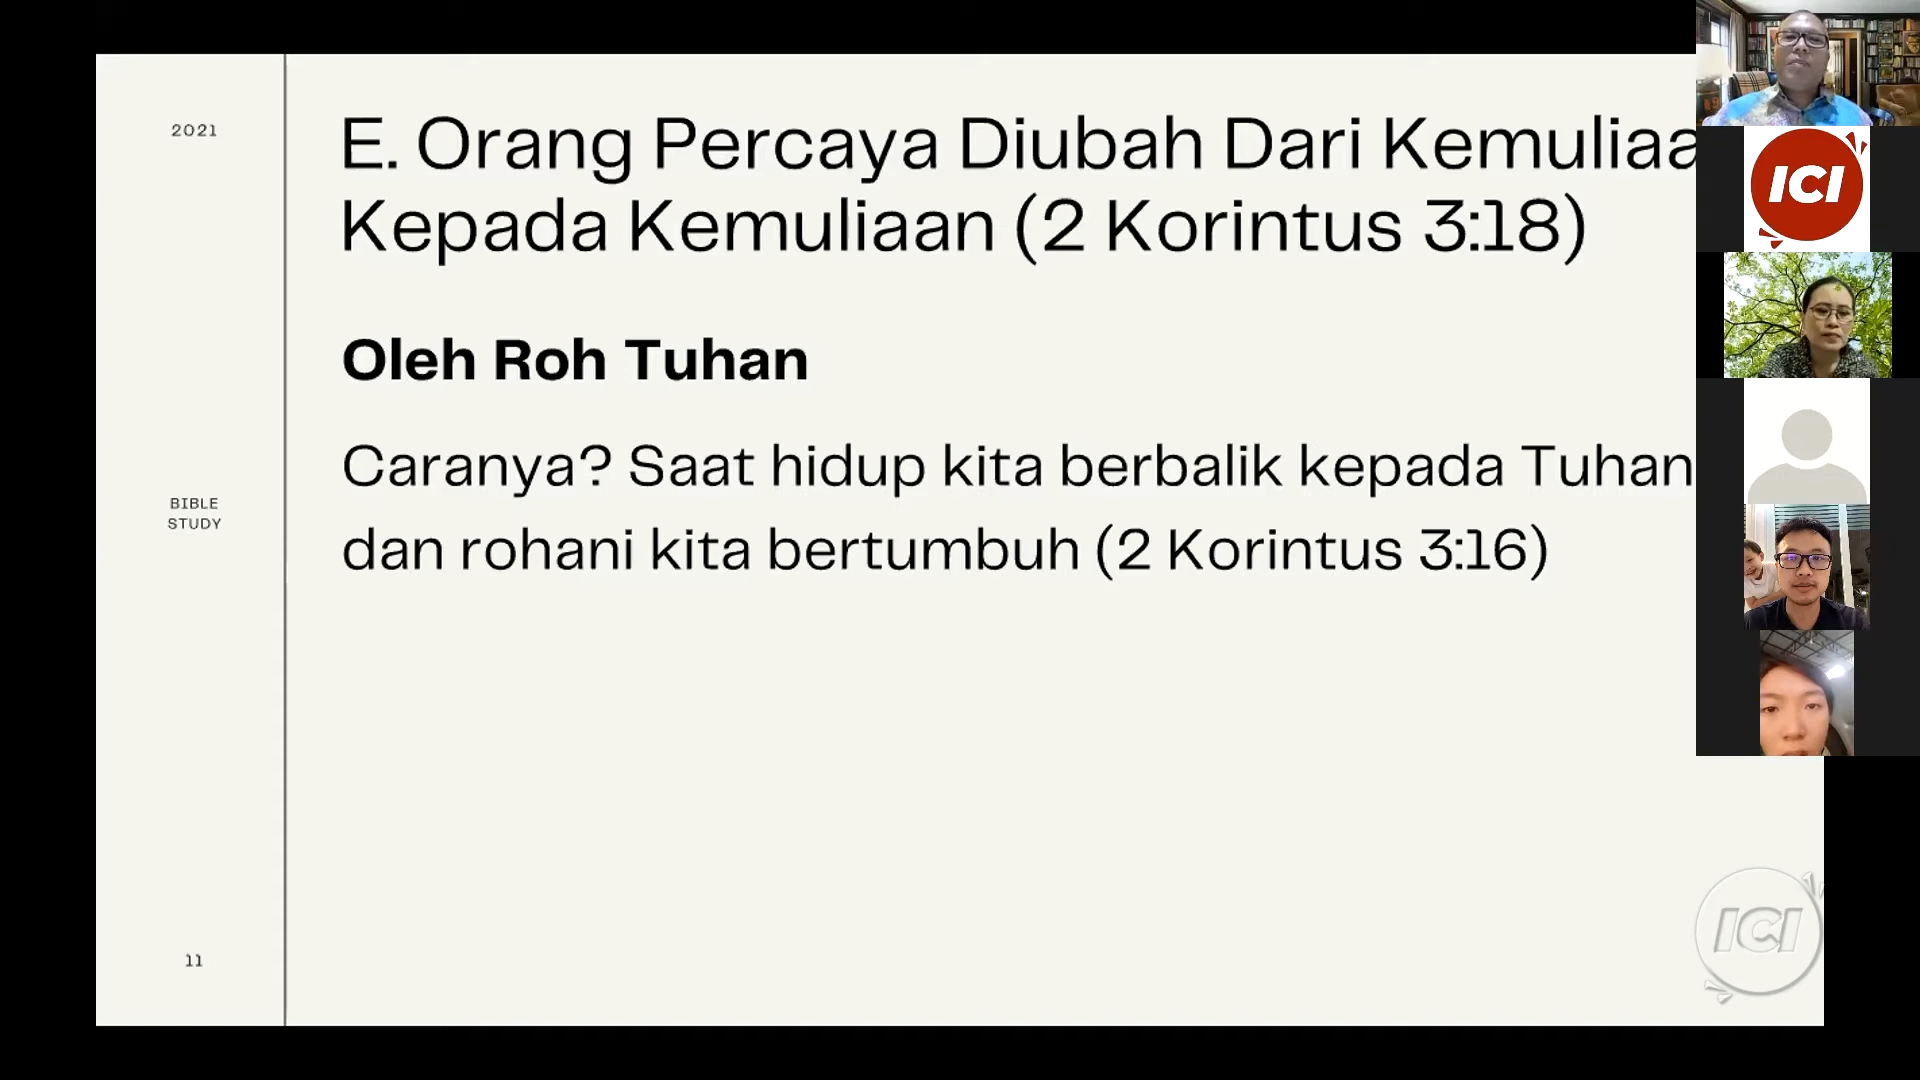 2021
E. Orang Percaya Diubah Dari Kemuliaa
Kepada Kemuliaan (2 Korintus 3:18)
Oleh Roh Tuhan
Caranya? Saat hidup kita berbalik kepada Tuhan
dan rohani kita bertumbuh (2 Korintus 3:16)
BIBLE
STUDY
11
ICI
ICI